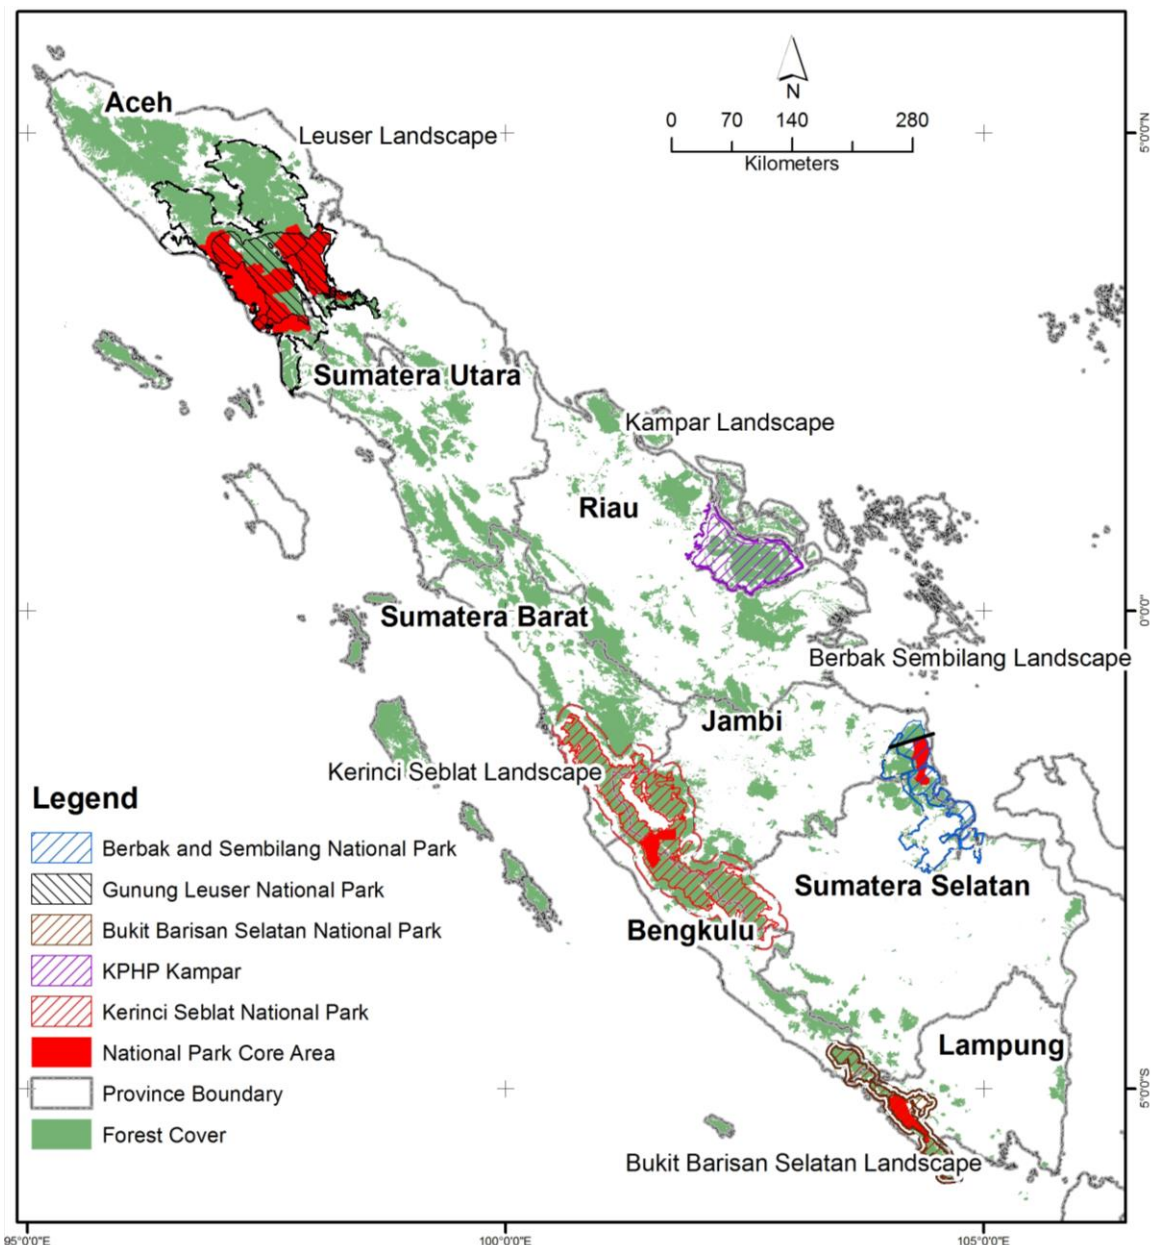 Aceh
Leuser Landscape
N
0 70 140 280
Kilometers
5°0'0"N
Sumatera Utara
Kampar Landscape
Riau
0°0'0"
Sumatera Barat
Berbak Sembilang Landscape
Jambi
Kerinci Seblat Landscape
Legend
Berbak and Sembilang National Park
Gunung Leuser National Park
Bukit Barisan Selatan National Park
KPHP Kampar
Kerinci Seblat National Park
National Park Core Area
Province Boundary
Forest Cover
Sumatera Selatan
Bengkulu
Lampung
5°0'0"S
Bukit Barisan Selatan Landscape
95°0'0"E 100°0'0"E 105°0'0"E